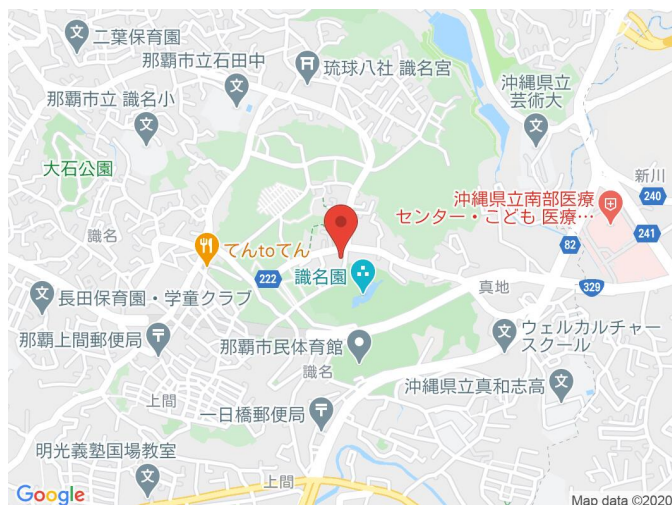 二葉保育園
那覇市立石田中
琉球八社 識名宮
沖縄県立
芸術大
那覇市立 識名小
大石公園
新川
240
沖縄県立南部医療
センター・こども 医療…
241
識名
82
てんtoてん
222
識名園
真地
329
長田保育園・学童クラブ
那覇上間郵便局
那覇市民体育館
ウェルカルチャー
スクール
識名
沖縄県立真和志高
上間
一日橋郵便局
明光義塾国場教室
上間
Google
Map data ©2020